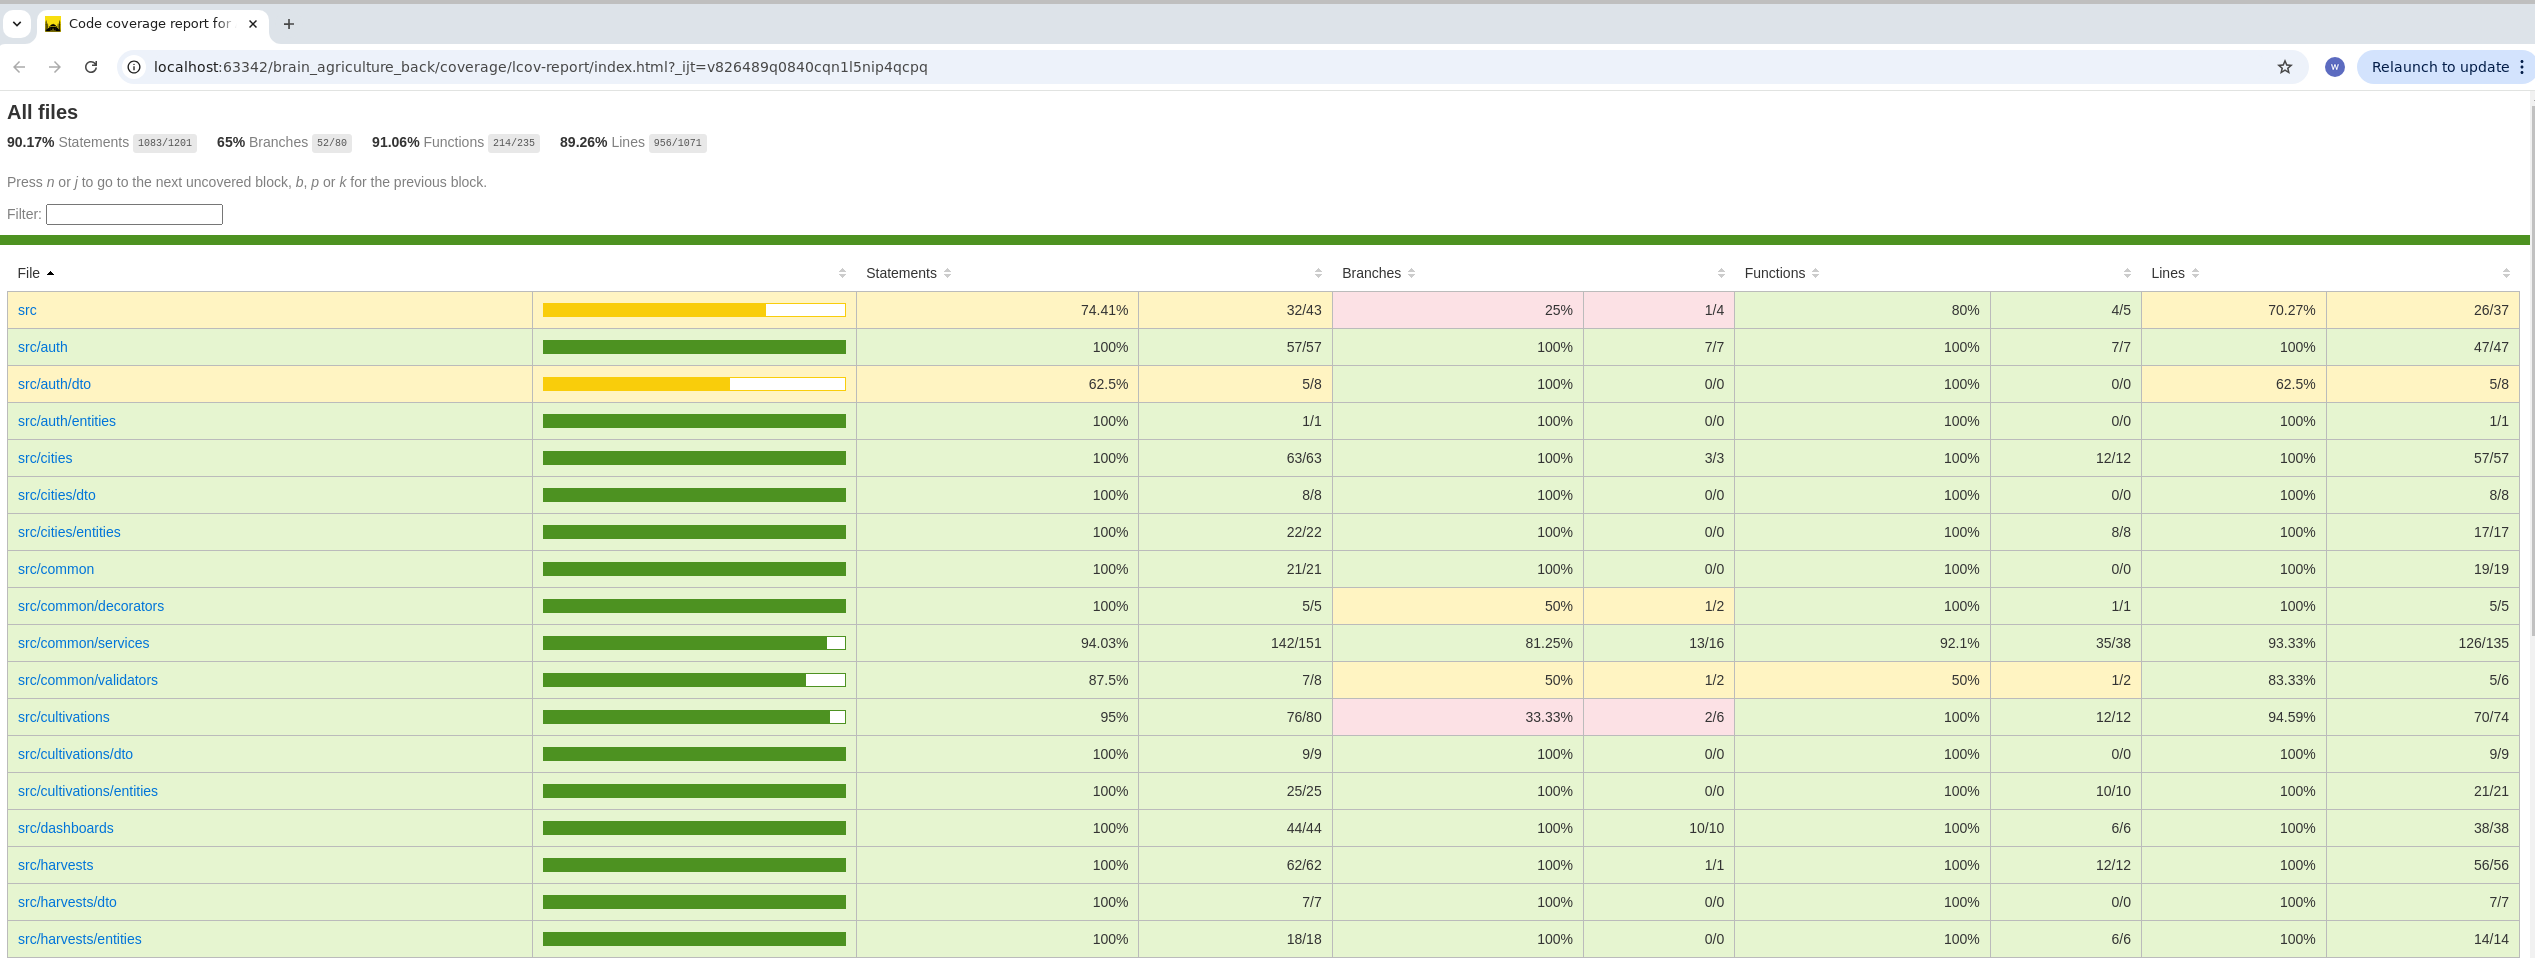 Code coverage report for
localhost:63342/brain_agriculture_back/coverage/lcov-report/index.html?_ijt=v826489q0840cqn1l5nip4qcpq
W
Relaunch to update
All files
90.17% Statements 1083/1201 65% Branches 52/80 91.06% Functions 214/235 89.26% Lines 956/1071
Press n or j to go to the next uncovered block, b, p or k for the previous block.
Filter:
File Statements Branches Functions Lines
src 74.41% 32/43 25% 1/4 80% 4/5 70.27% 26/37
src/auth 100% 57/57 100% 7/7 100% 7/7 100% 47/47
src/auth/dto 62.5% 5/8 100% 0/0 100% 0/0 62.5% 5/8
src/auth/entities 100% 1/1 100% 0/0 100% 0/0 100% 1/1
src/cities 100% 63/63 100% 3/3 100% 12/12 100% 57/57
src/cities/dto 100% 8/8 100% 0/0 100% 0/0 100% 8/8
src/cities/entities 100% 22/22 100% 0/0 100% 8/8 100% 17/17
src/common 100% 21/21 100% 0/0 100% 0/0 100% 19/19
src/common/decorators 100% 5/5 50% 1/2 100% 1/1 100% 5/5
src/common/services 94.03% 142/151 81.25% 13/16 92.1% 35/38 93.33% 126/135
src/common/validators 87.5% 7/8 50% 1/2 50% 1/2 83.33% 5/6
src/cultivations 95% 76/80 33.33% 2/6 100% 12/12 94.59% 70/74
src/cultivations/dto 100% 9/9 100% 0/0 100% 0/0 100% 9/9
src/cultivations/entities 100% 25/25 100% 0/0 100% 10/10 100% 21/21
src/dashboards 100% 44/44 100% 10/10 100% 6/6 100% 38/38
src/harvests 100% 62/62 100% 1/1 100% 12/12 100% 56/56
src/harvests/dto 100% 7/7 100% 0/0 100% 0/0 100% 7/7
src/harvests/entities 100% 18/18 100% 0/0 100% 6/6 100% 14/14